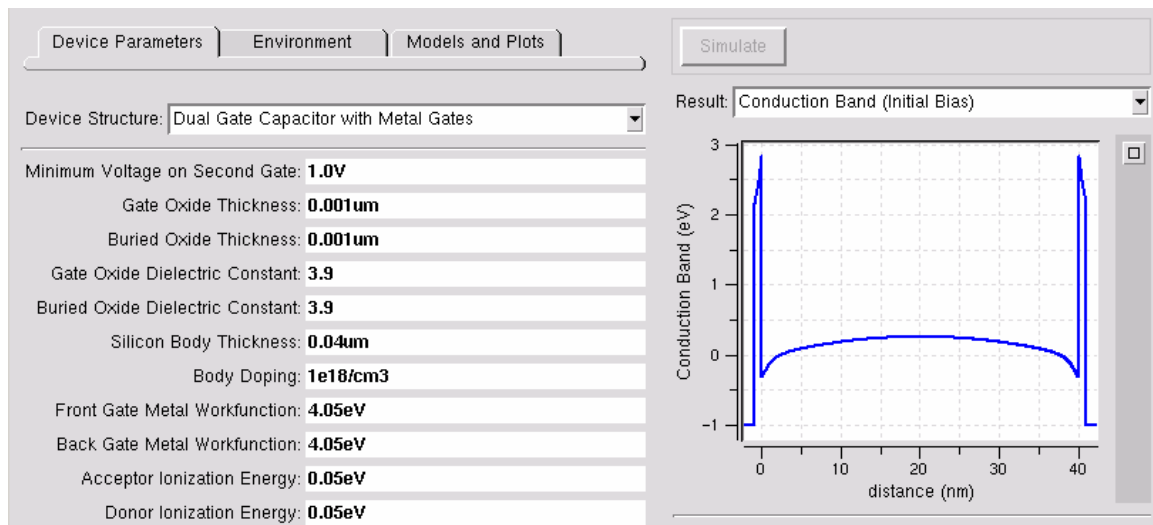 Device Parameters
Environment
Models and Plots
Device Structure: Dual Gate Capacitor with Metal Gates
Minimum Voltage on Second Gate: 1.0V
Gate Oxide Thickness: 0.001um
Buried Oxide Thickness: 0.001um
Gate Oxide Dielectric Constant: 3.9
Buried Oxide Dielectric Constant: 3.9
Silicon Body Thickness: 0.04um
Body Doping: 1e18/cm3
Front Gate Metal Workfunction: 4.05eV
Back Gate Metal Workfunction: 4.05eV
Acceptor Ionization Energy: 0.05eV
Donor Ionization Energy: 0.05eV
Simulate
Result: Conduction Band (Initial Bias)
Conduction Band (eV)
3
2
1
0
-1
0 10 20 30 40
distance (nm)